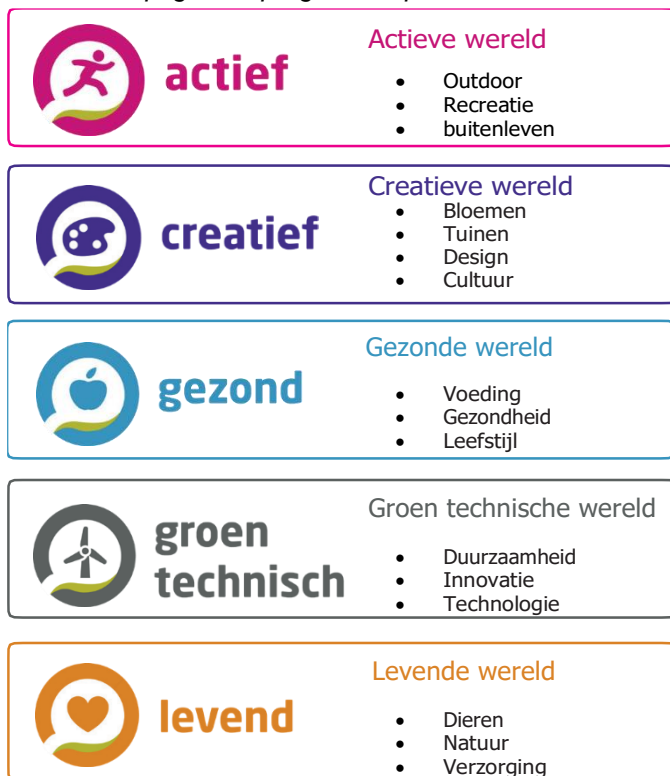 actief
Actieve wereld
• Outdoor
• Recreatie
• buitenleven
creatief
Creatieve wereld
• Bloemen
• Tuinen
• Design
• Cultuur
gezond
Gezonde wereld
• Voeding
• Gezondheid
• Leefstijl
groen
technisch
Groen technische wereld
• Duurzaamheid
• Innovatie
• Technologie
levend
Levende wereld
• Dieren
• Natuur
• Verzorging